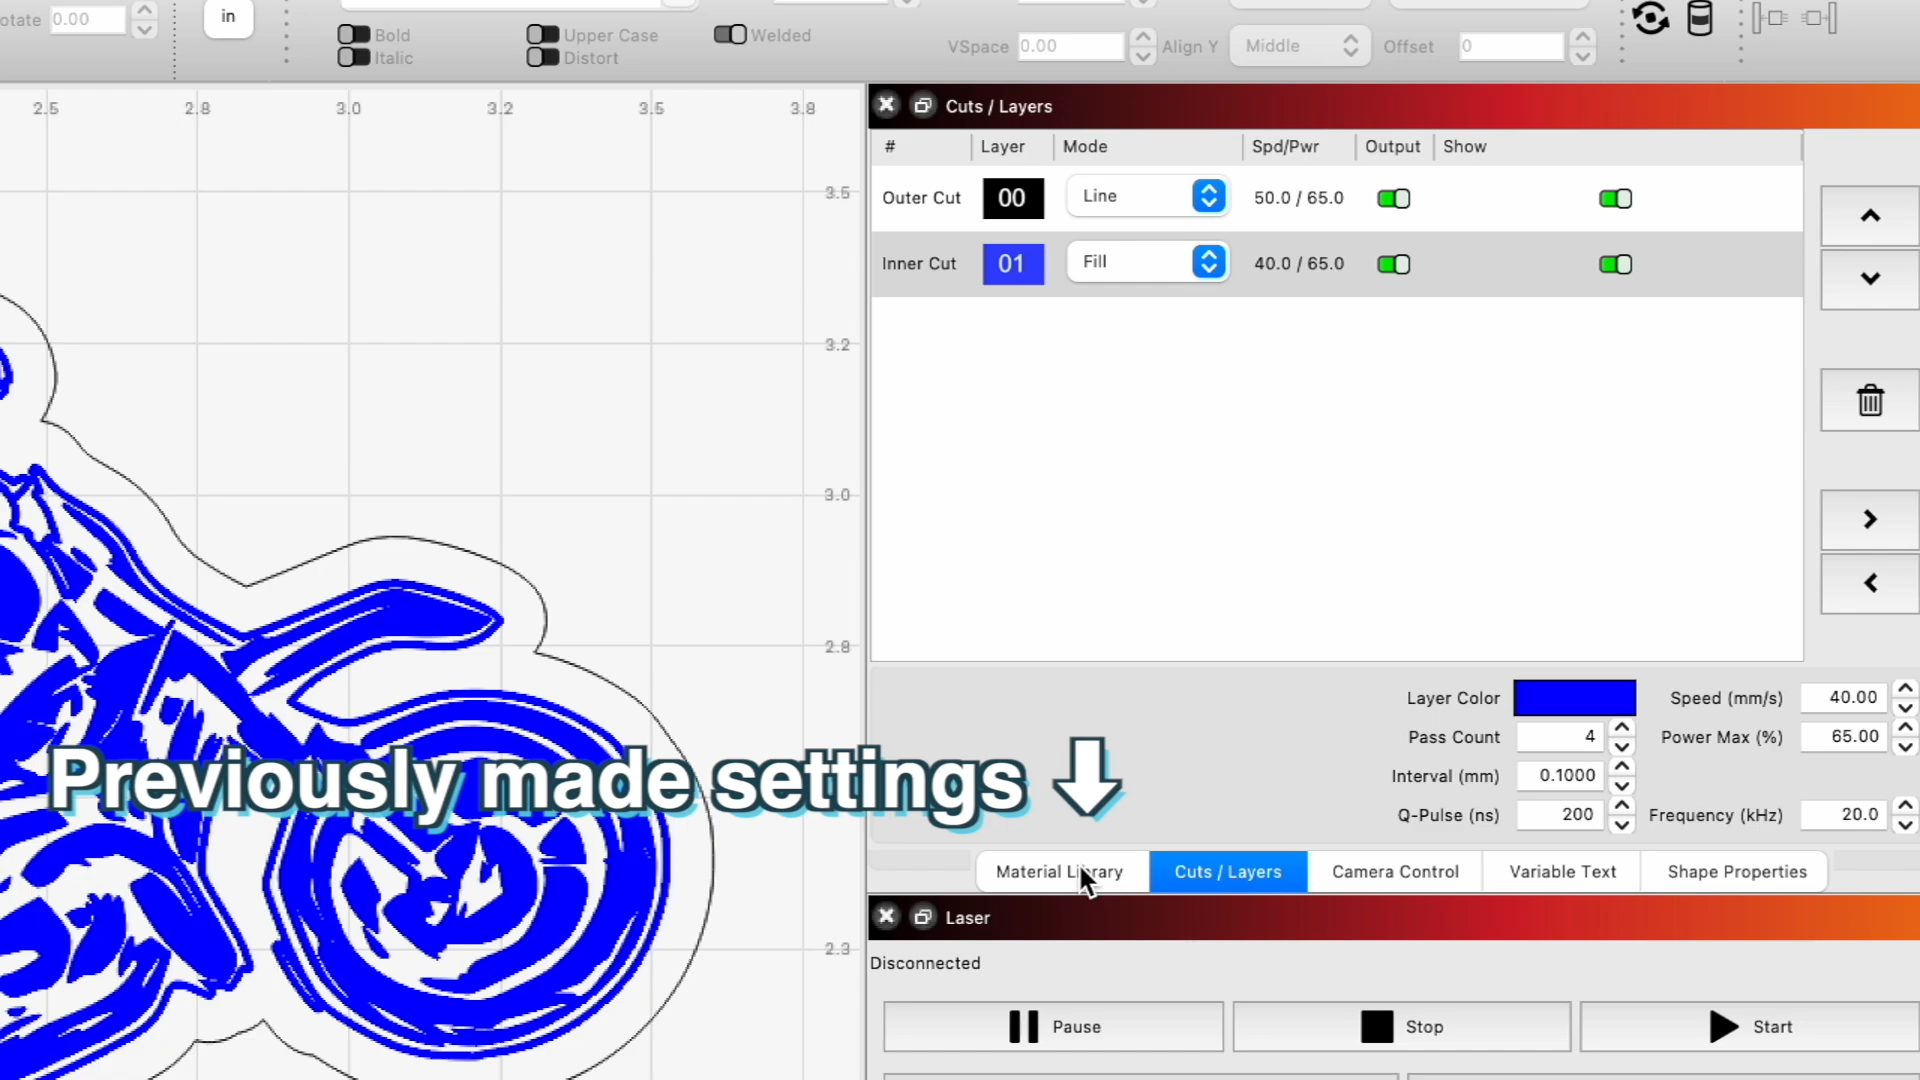 otate 0.00
in
Bold
Upper Case
Welded
Italic
Distort
VSpace 0.00
Align Y Middle
Offset 0
2.5 2.8 3.0 3.2 3.5 3.8
3.5
3.2
3.0
2.8
2.3
Cuts / Layers
# Layer Mode Spd/Pwr Output Show
Outer Cut 00 Line 50.0 / 65.0
Inner Cut 01 Fill 40.0 / 65.0
Layer Color Speed (mm/s) 40.00
Pass Count 4 Power Max (%) 65.00
Interval (mm) 0.1000
Q-Pulse (ns) 200 Frequency (kHz) 20.0
Previously made settings
Material Library Cuts / Layers Camera Control Variable Text Shape Properties
Laser
Disconnected
Pause Stop Start